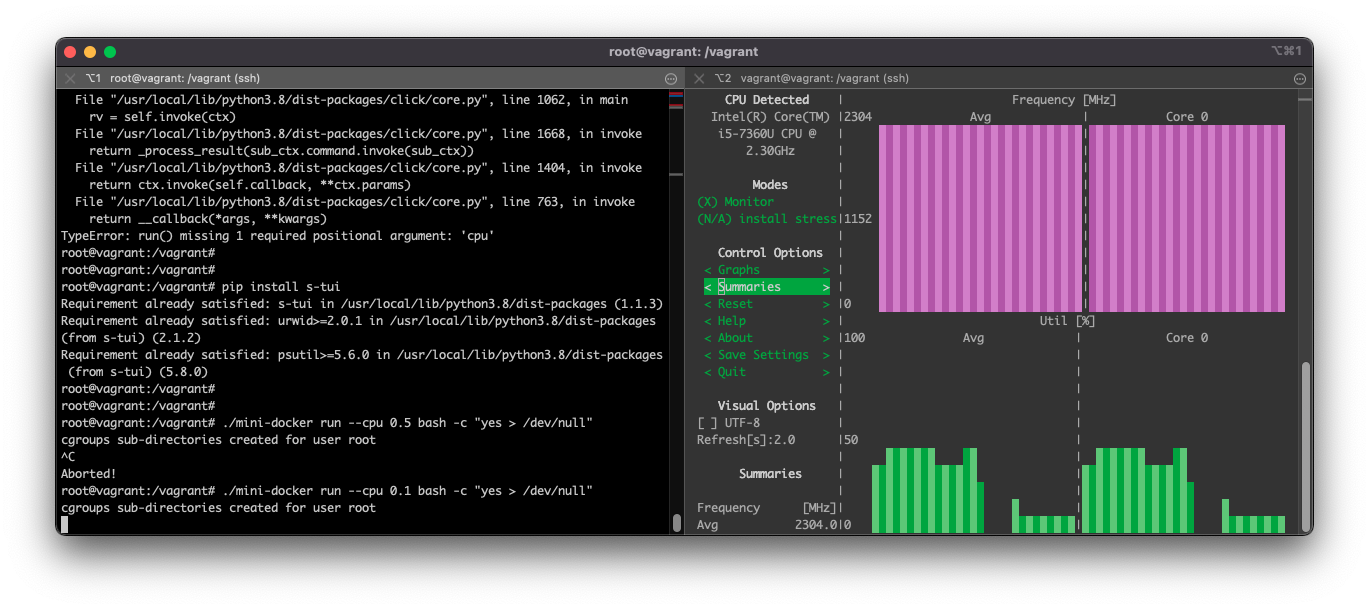 root@vagrant: /vagrant
⌥⌘1
⌥1 root@vagrant: /vagrant (ssh)
File "/usr/local/lib/python3.8/dist-packages/click/core.py", line 1062, in main
rv = self.invoke(ctx)
File "/usr/local/lib/python3.8/dist-packages/click/core.py", line 1668, in invoke
return _process_result(sub_ctx.command.invoke(sub_ctx))
File "/usr/local/lib/python3.8/dist-packages/click/core.py", line 1404, in invoke
return ctx.invoke(self.callback, **ctx.params)
File "/usr/local/lib/python3.8/dist-packages/click/core.py", line 763, in invoke
return __callback(*args, **kwargs)
TypeError: run() missing 1 required positional argument: 'cpu'
root@vagrant:/vagrant#
root@vagrant:/vagrant#
root@vagrant:/vagrant# pip install s-tui
Requirement already satisfied: s-tui in /usr/local/lib/python3.8/dist-packages (1.1.3)
Requirement already satisfied: urwid>=2.0.1 in /usr/local/lib/python3.8/dist-packages
(from s-tui) (2.1.2)
Requirement already satisfied: psutil>=5.6.0 in /usr/local/lib/python3.8/dist-packages
(from s-tui) (5.8.0)
root@vagrant:/vagrant#
root@vagrant:/vagrant#
root@vagrant:/vagrant# ./mini-docker run --cpu 0.5 bash -c "yes > /dev/null"
cgroups sub-directories created for user root
^C
Aborted!
root@vagrant:/vagrant# ./mini-docker run --cpu 0.1 bash -c "yes > /dev/null"
cgroups sub-directories created for user root
⌥2 vagrant@vagrant: /vagrant (ssh)
CPU Detected
Intel(R) Core(TM)
i5-7360U CPU @
2.30GHz
Modes
(X) Monitor
(N/A) install stress
Control Options
< Graphs >
< Summaries >
< Reset >
< Help >
< About >
< Save Settings >
< Quit >
Visual Options
[ ] UTF-8
Refresh[s]:2.0
Summaries
Frequency [MHz]
Avg 2304.0
Frequency [MHz]
2304 Avg Core 0
1152
0
Util [%]
100 Avg Core 0
50
0